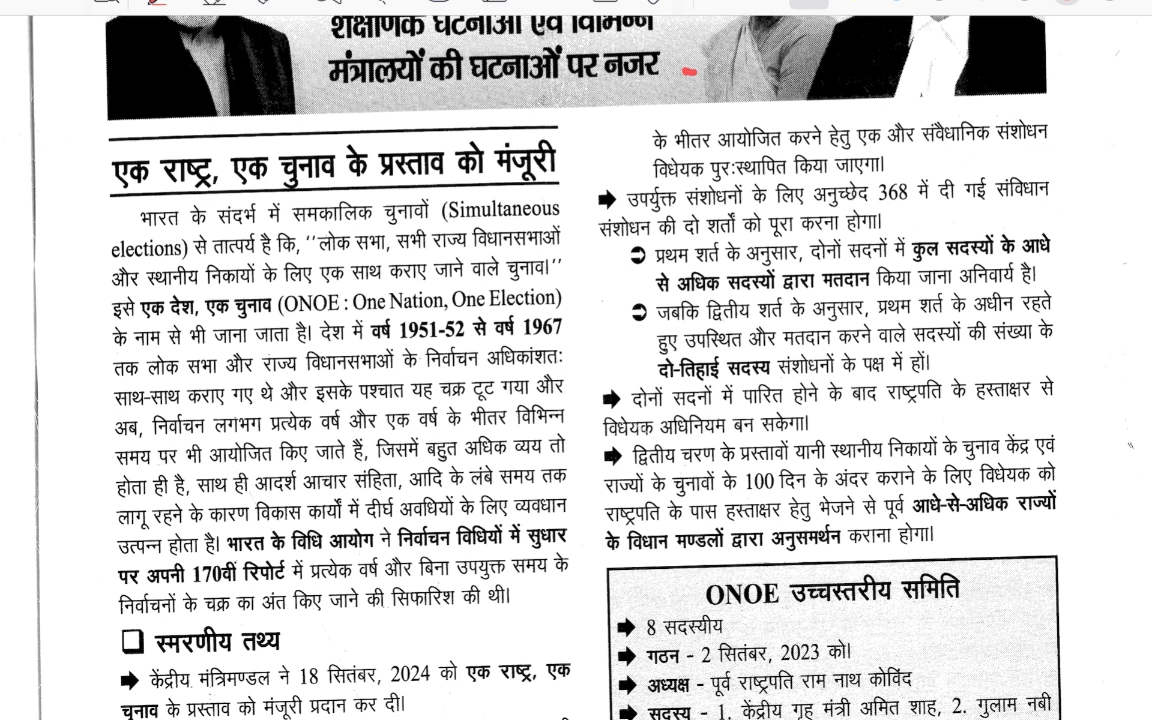 शैक्षणिक घटनाओं एवं विभिन्न
मंत्रालयों की घटनाओं पर नजर
एक राष्ट्र, एक चुनाव के प्रस्ताव को मंजूरी
भारत के संदर्भ में समकालिक चुनावों (Simultaneous
elections) से तात्पर्य है कि, ''लोक सभा, सभी राज्य विधानसभाओं
और स्थानीय निकायों के लिए एक साथ कराए जाने वाले चुनाव।''
इसे एक देश, एक चुनाव (ONOE : One Nation, One Election)
के नाम से भी जाना जाता है। देश में वर्ष 1951-52 से वर्ष 1967
तक लोक सभा और राज्य विधानसभाओं के निर्वाचन अधिकांशतः
साथ-साथ कराए गए थे और इसके पश्चात यह चक्र टूट गया और
अब, निर्वाचन लगभग प्रत्येक वर्ष और एक वर्ष के भीतर विभिन्न
समय पर भी आयोजित किए जाते हैं, जिसमें बहुत अधिक व्यय तो
होता ही है, साथ ही आदर्श आचार संहिता, आदि के लंबे समय तक
लागू रहने के कारण विकास कार्यों में दीर्घ अवधियों के लिए व्यवधान
उत्पन्न होता है। भारत के विधि आयोग ने निर्वाचन विधियों में सुधार
पर अपनी 170वीं रिपोर्ट में प्रत्येक वर्ष और बिना उपयुक्त समय के
निर्वाचनों के चक्र का अंत किए जाने की सिफारिश की थी।
❑ स्मरणीय तथ्य
➡ केंद्रीय मंत्रिमण्डल ने 18 सितंबर, 2024 को एक राष्ट्र, एक
चुनाव के प्रस्ताव को मंजूरी प्रदान कर दी।
के भीतर आयोजित करने हेतु एक और संवैधानिक संशोधन
विधेयक पुरःस्थापित किया जाएगा।
➡ उपर्युक्त संशोधनों के लिए अनुच्छेद 368 में दी गई संविधान
संशोधन की दो शर्तों को पूरा करना होगा।
➲ प्रथम शर्त के अनुसार, दोनों सदनों में कुल सदस्यों के आधे
से अधिक सदस्यों द्वारा मतदान किया जाना अनिवार्य है।
➲ जबकि द्वितीय शर्त के अनुसार, प्रथम शर्त के अधीन रहते
हुए उपस्थित और मतदान करने वाले सदस्यों की संख्या के
दो-तिहाई सदस्य संशोधनों के पक्ष में हों।
➡ दोनों सदनों में पारित होने के बाद राष्ट्रपति के हस्ताक्षर से
विधेयक अधिनियम बन सकेगा।
➡ द्वितीय चरण के प्रस्तावों यानी स्थानीय निकायों के चुनाव केंद्र एवं
राज्यों के चुनावों के 100 दिन के अंदर कराने के लिए विधेयक को
राष्ट्रपति के पास हस्ताक्षर हेतु भेजने से पूर्व आधे-से-अधिक राज्यों
के विधान मण्डलों द्वारा अनुसमर्थन कराना होगा।
ONOE उच्चस्तरीय समिति
➡ 8 सदस्यीय
➡ गठन - 2 सितंबर, 2023 को।
➡ अध्यक्ष - पूर्व राष्ट्रपति राम नाथ कोविंद
➡ सदस्य - 1. केंद्रीय गृह मंत्री अमित शाह, 2. गुलाम नबी